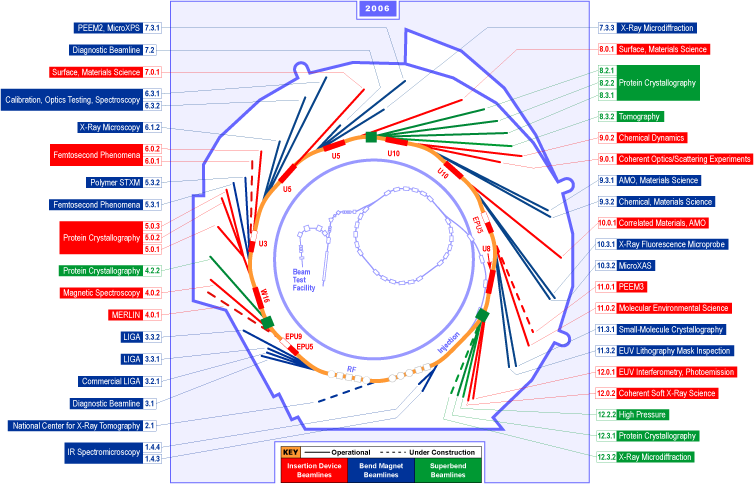 2006
PEEM2, MicroXPS 7.3.1
Diagnostic Beamline 7.2
Surface, Materials Science 7.0.1
Calibration, Optics Testing, Spectroscopy 6.3.1
6.3.2
X-Ray Microscopy 6.1.2
Femtosecond Phenomena 6.0.2
6.0.1
Polymer STXM 5.3.2
Femtosecond Phenomena 5.3.1
Protein Crystallography 5.0.3
5.0.2
5.0.1
Protein Crystallography 4.2.2
Magnetic Spectroscopy 4.0.2
MERLIN 4.0.1
LIGA 3.3.2
LIGA 3.3.1
Commercial LIGA 3.2.1
Diagnostic Beamline 3.1
National Center for X-Ray Tomography 2.1
IR Spectromicroscopy 1.4.4
1.4.3
U5
U5
U10
U10
EPU5
U8
U3
W16
EPU9
EPU5
RF
Injection
Beam
Test
Facility
7.3.3 X-Ray Microdiffraction
8.0.1 Surface, Materials Science
8.2.1
8.2.2 Protein Crystallography
8.3.1
8.3.2 Tomography
9.0.2 Chemical Dynamics
9.0.1 Coherent Optics/Scattering Experiments
9.3.1 AMO, Materials Science
9.3.2 Chemical, Materials Science
10.0.1 Correlated Materials, AMO
10.3.1 X-Ray Fluorescence Microprobe
10.3.2 MicroXAS
11.0.1 PEEM3
11.0.2 Molecular Environmental Science
11.3.1 Small-Molecule Crystallography
11.3.2 EUV Lithography Mask Inspection
12.0.1 EUV Interferometry, Photoemission
12.0.2 Coherent Soft X-Ray Science
12.2.2 High Pressure
12.3.1 Protein Crystallography
12.3.2 X-Ray Microdiffraction
KEY Operational Under Construction
Insertion Device Beamlines
Bend Magnet Beamlines
Superbend Beamlines